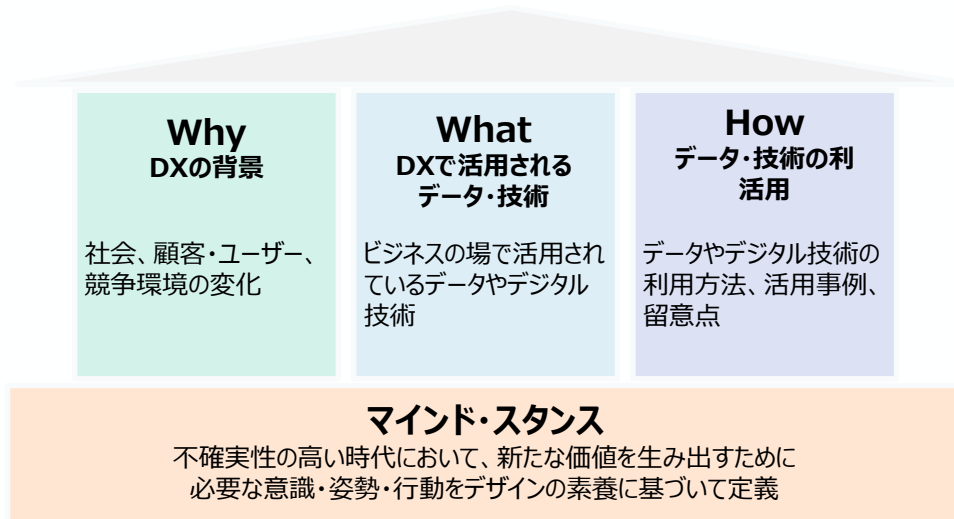 Why
DXの背景
社会、顧客・ユーザー、
競争環境の変化
What
DXで活用される
データ・技術
ビジネスの場で活用され
ているデータやデジタル
技術
How
データ・技術の利
活用
データやデジタル技術の
利用方法、活用事例、
留意点
マインド・スタンス
不確実性の高い時代において、新たな価値を生み出すために
必要な意識・姿勢・行動をデザインの素養に基づいて定義